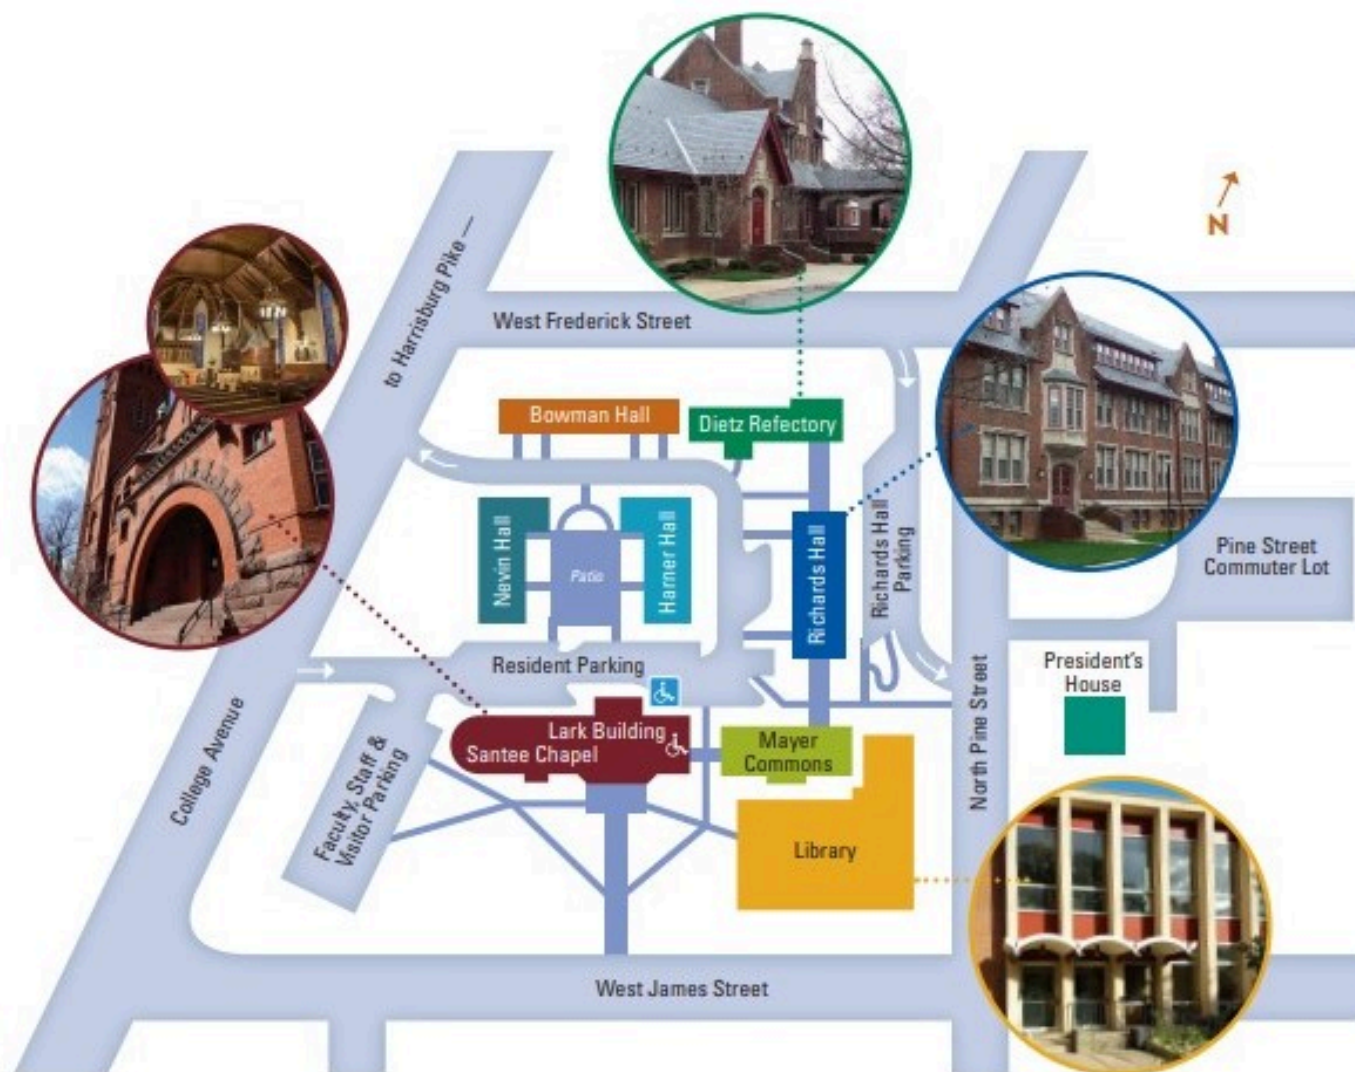 N
to Harrisburg Pike —
West Frederick Street
Bowman Hall
Dietz Refectory
Nevin Hall
Patio
Harner Hall
Richards Hall
Richards Hall
Parking
Pine Street
Commuter Lot
Resident Parking
President's
House
College Avenue
Faculty, Staff &
Visitor Parking
Lark Building
Santee Chapel
Mayer
Commons
North Pine Street
Library
West James Street